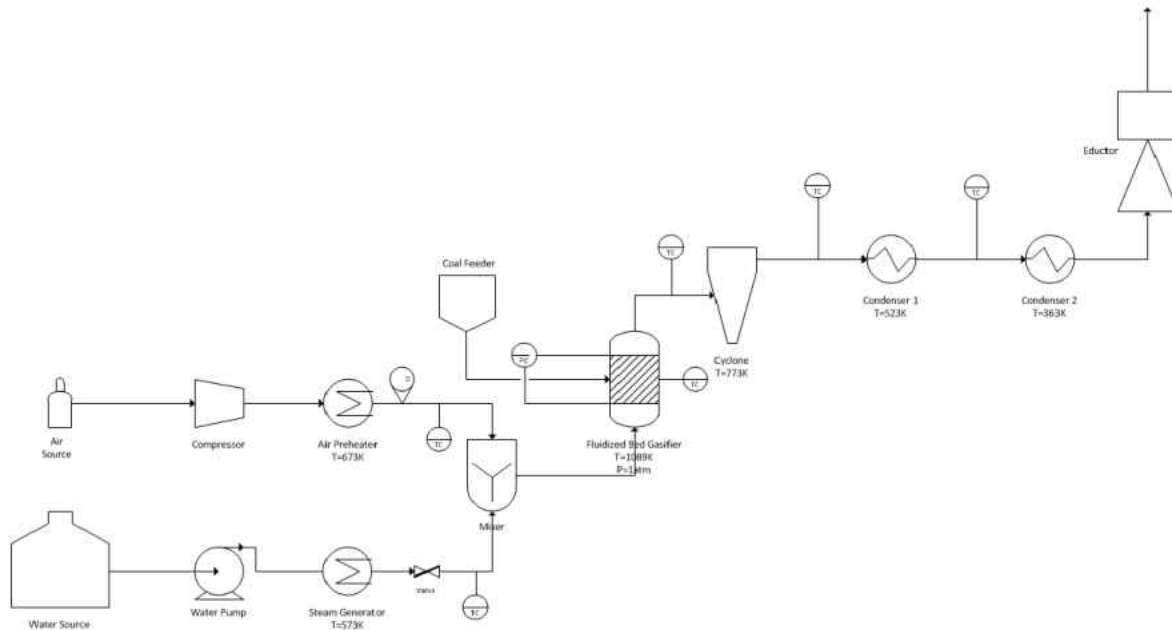 Eductor
TC
TC
TC
Coal Feeder
Condenser 1
T=523K
Condenser 2
T=363K
PC
Cyclone
T=773K
TC
Air
Source
Compressor
Air Preheater
T=673K
TC
Fluidized Bed Gasifier
T=1089K
P=1atm
Mixer
Valve
TC
Water Source
Water Pump
Steam Generator
T=573K